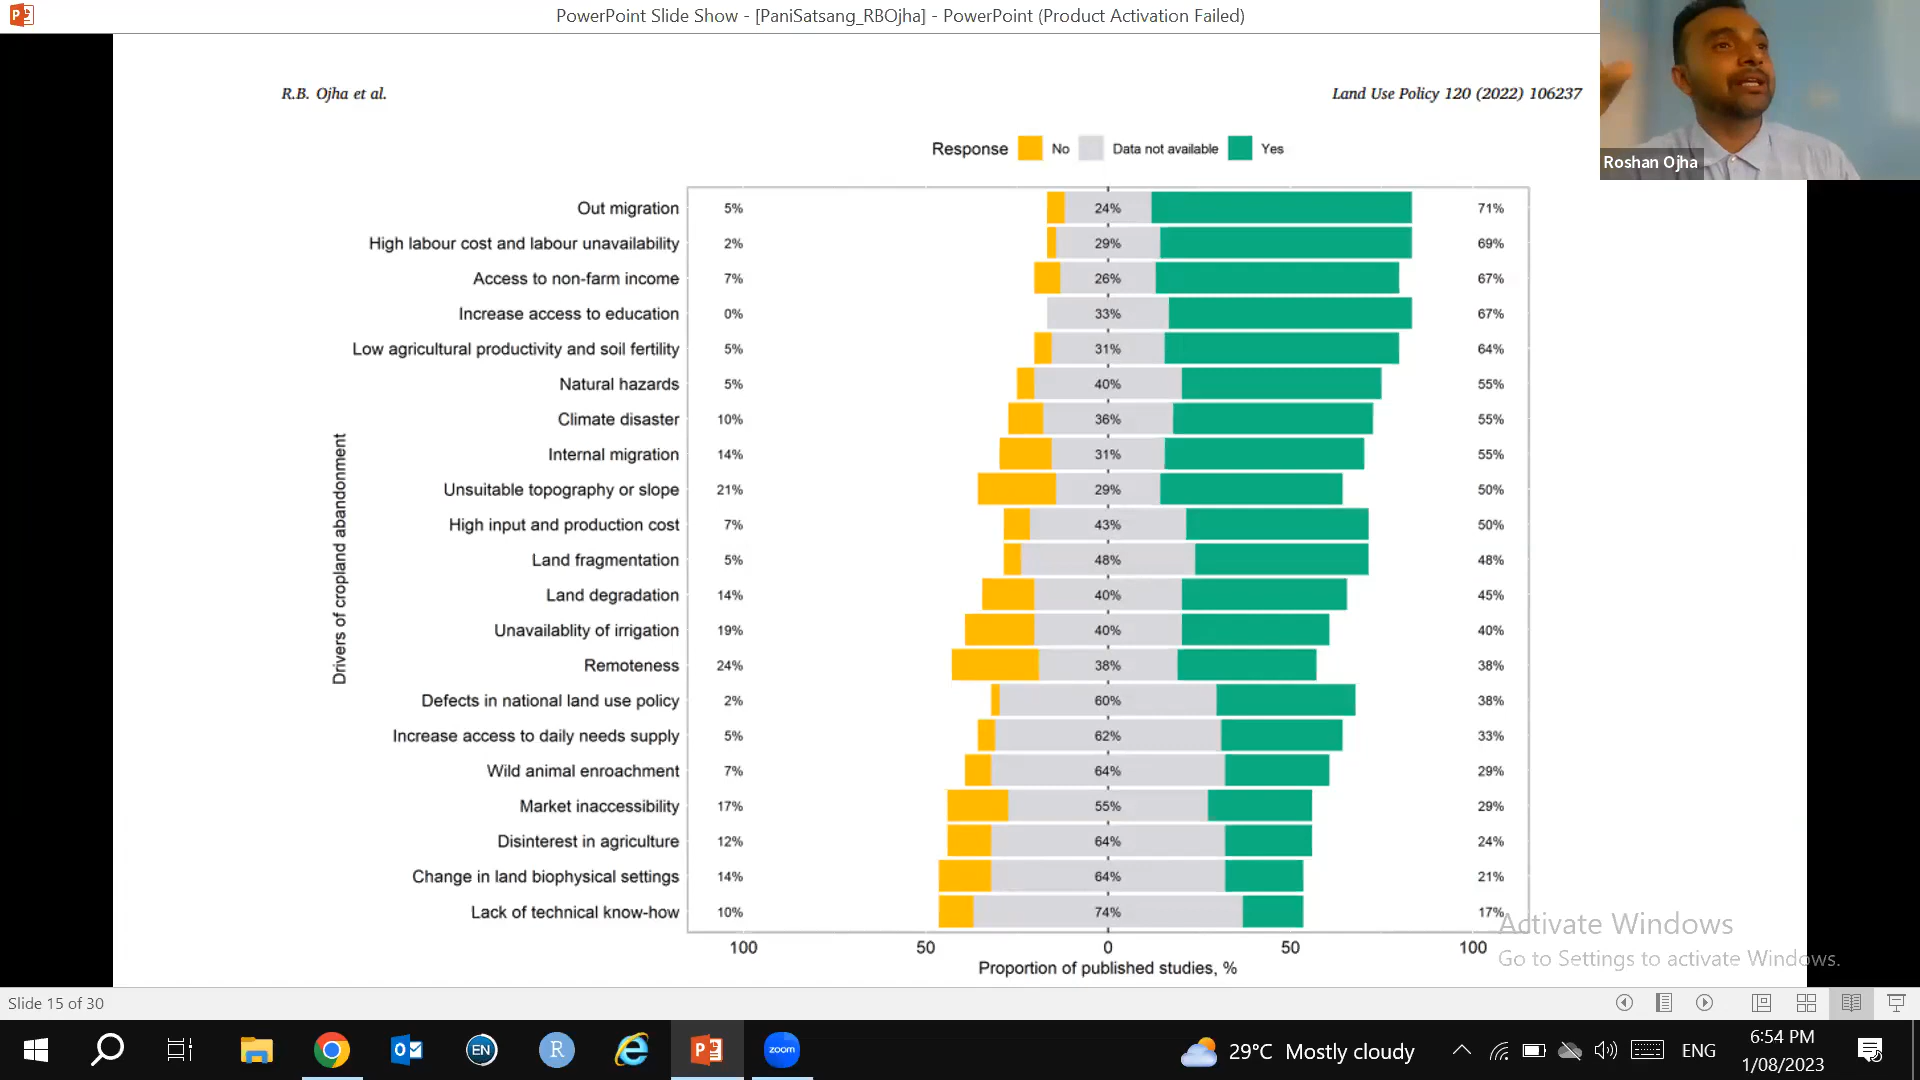 PowerPoint Slide Show - [PaniSatsang_RBOjha] - PowerPoint (Product Activation Failed)
R.B. Ojha et al.
Land Use Policy 120 (2022) 106237
Roshan Ojha
Response No Data not available Yes
Out migration 5% 24% 71%
High labour cost and labour unavailability 2% 29% 69%
Access to non-farm income 7% 26% 67%
Increase access to education 0% 33% 67%
Low agricultural productivity and soil fertility 5% 31% 64%
Natural hazards 5% 40% 55%
Climate disaster 10% 36% 55%
Internal migration 14% 31% 55%
Unsuitable topography or slope 21% 29% 50%
High input and production cost 7% 43% 50%
Land fragmentation 5% 48% 48%
Land degradation 14% 40% 45%
Unavailablity of irrigation 19% 40% 40%
Remoteness 24% 38% 38%
Defects in national land use policy 2% 60% 38%
Increase access to daily needs supply 5% 62% 33%
Wild animal enroachment 7% 64% 29%
Market inaccessibility 17% 55% 29%
Disinterest in agriculture 12% 64% 24%
Change in land biophysical settings 14% 64% 21%
Lack of technical know-how 10% 74% 17%
Drivers of cropland abandonment
100 50 0 50 100
Proportion of published studies, %
Activate Windows
Go to Settings to activate Windows.
Slide 15 of 30
EN
R
zoom
29°C Mostly cloudy
ENG
6:54 PM
1/08/2023